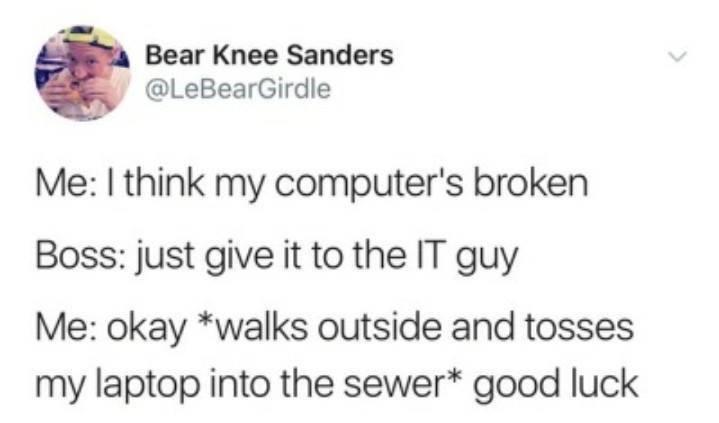 Bear Knee Sanders
@LeBearGirdle
Me: I think my computer's broken
Boss: just give it to the IT guy
Me: okay *walks outside and tosses
my laptop into the sewer* good luck